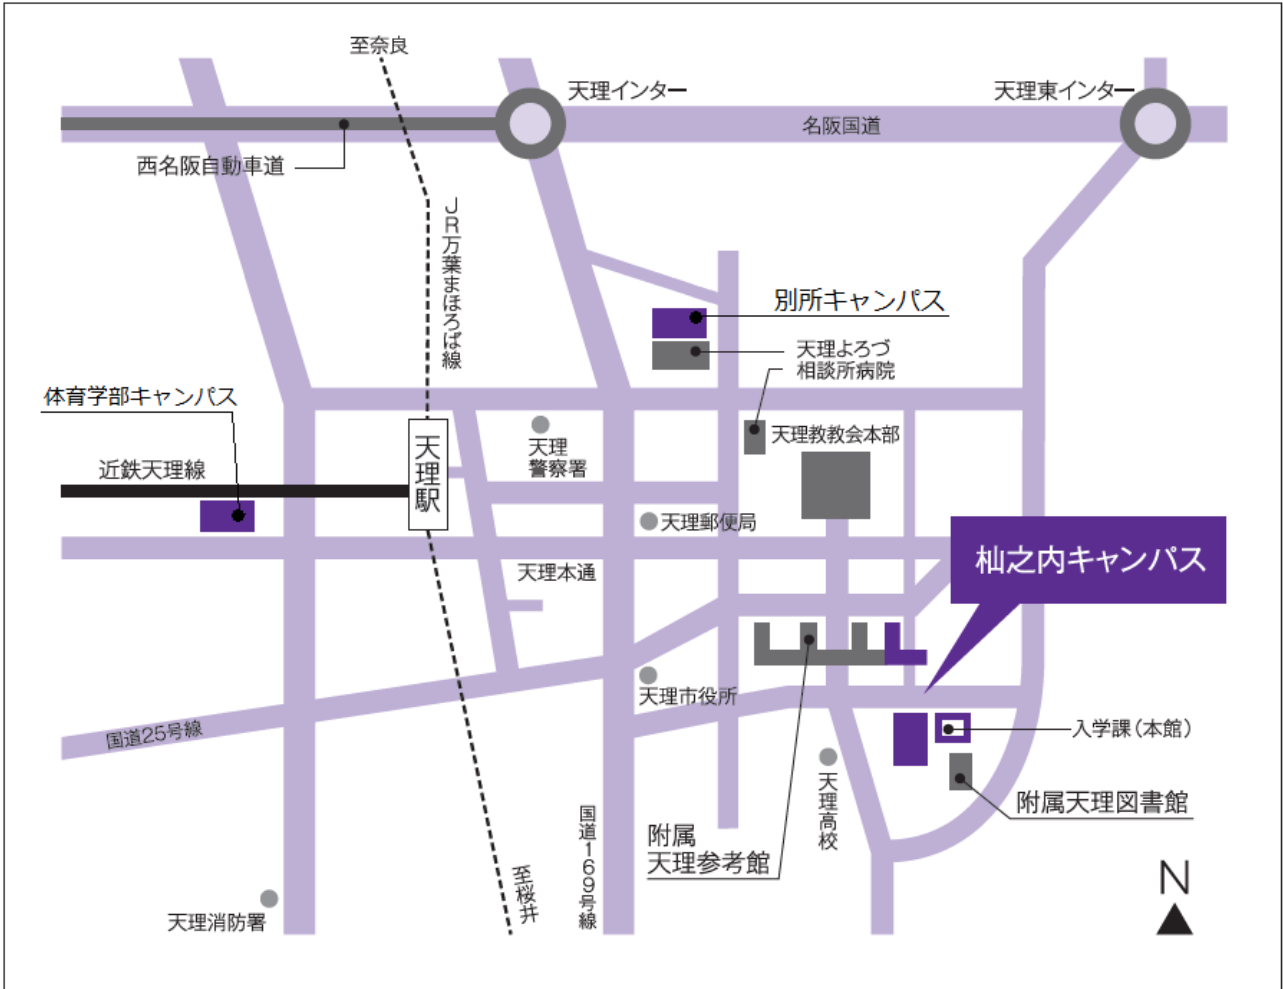 至奈良
天理インター
天理東インター
名阪国道
西名阪自動車道
JR万葉まほろば線
別所キャンパス
天理よろづ
相談所病院
体育学部キャンパス
天理
警察署
天理教教会本部
近鉄天理線
天理駅
天理郵便局
杣之内キャンパス
天理本通
天理市役所
国道25号線
入学課(本館)
天理高校
附属天理図書館
国道169号線
附属
天理参考館
至桜井
N
天理消防署